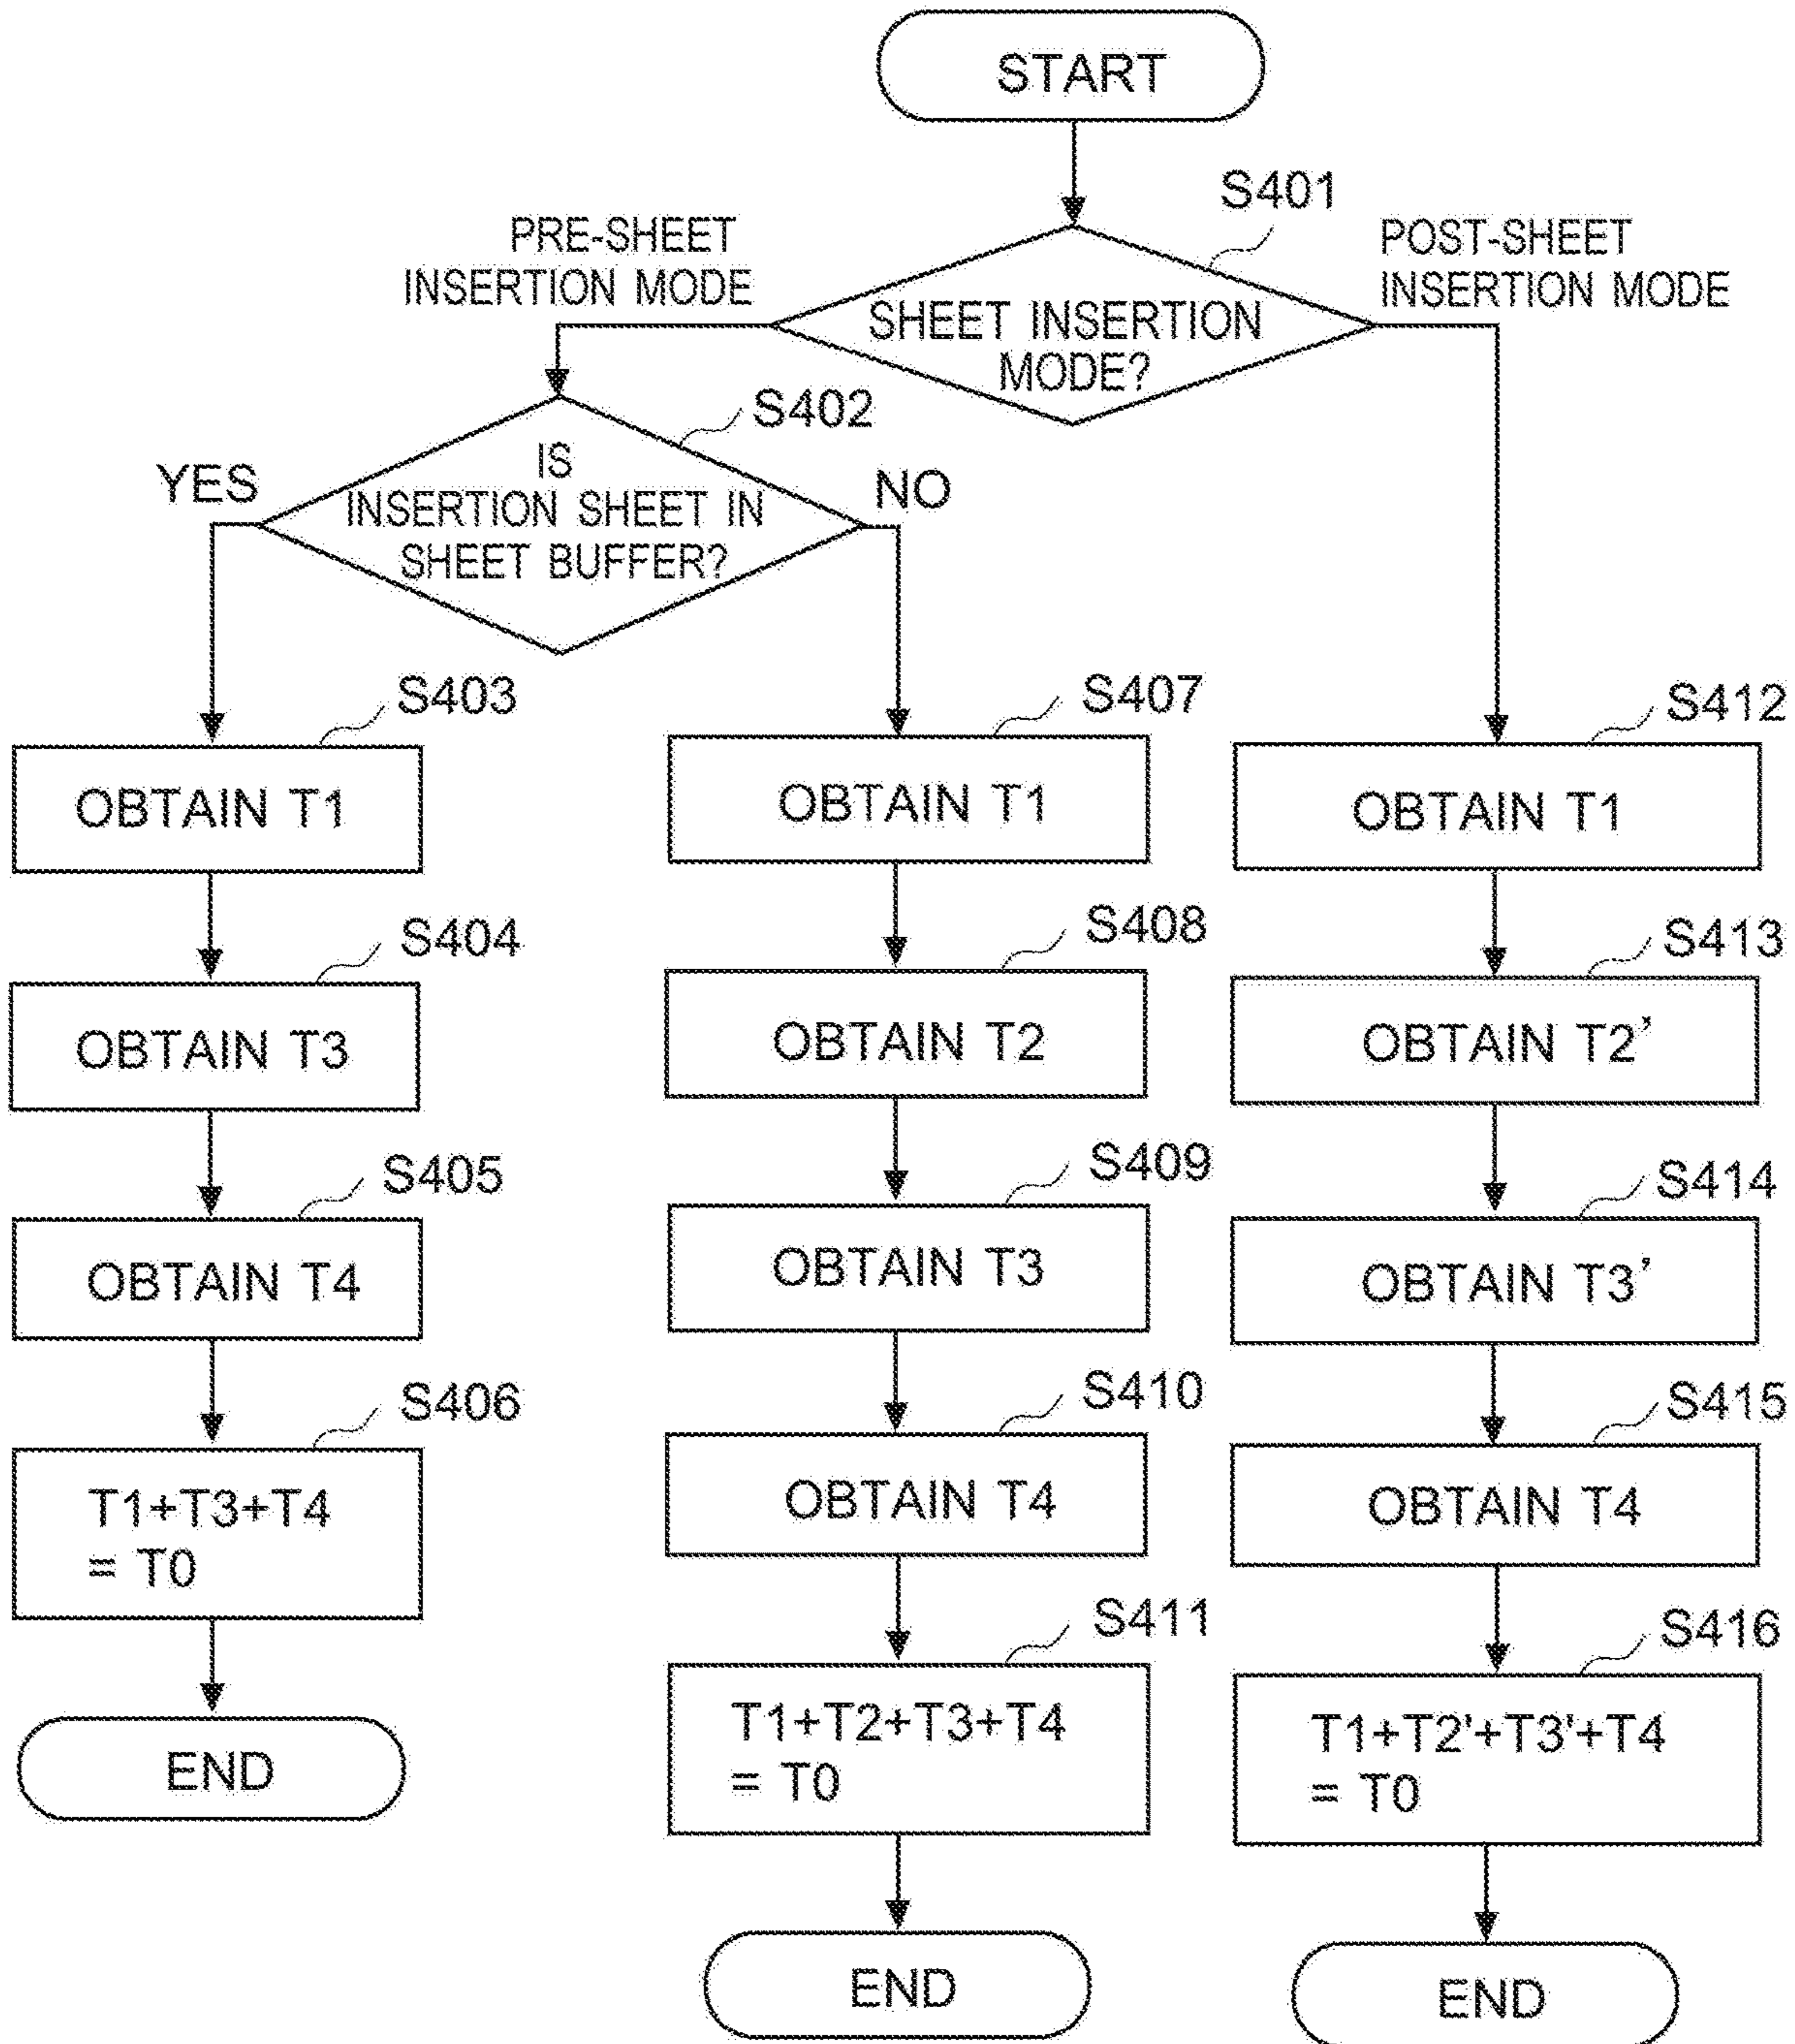 START
S401
PRE-SHEET
INSERTION MODE
POST-SHEET
INSERTION MODE
SHEET INSERTION
MODE?
S402
YES
IS
INSERTION SHEET IN
SHEET BUFFER?
NO
S403
OBTAIN T1
S404
OBTAIN T3
S405
OBTAIN T4
S406
T1+T3+T4
= T0
END
S407
OBTAIN T1
S408
OBTAIN T2
S409
OBTAIN T3
S410
OBTAIN T4
S411
T1+T2+T3+T4
= T0
END
S412
OBTAIN T1
S413
OBTAIN T2’
S414
OBTAIN T3’
S415
OBTAIN T4
S416
T1+T2'+T3'+T4
= T0
END